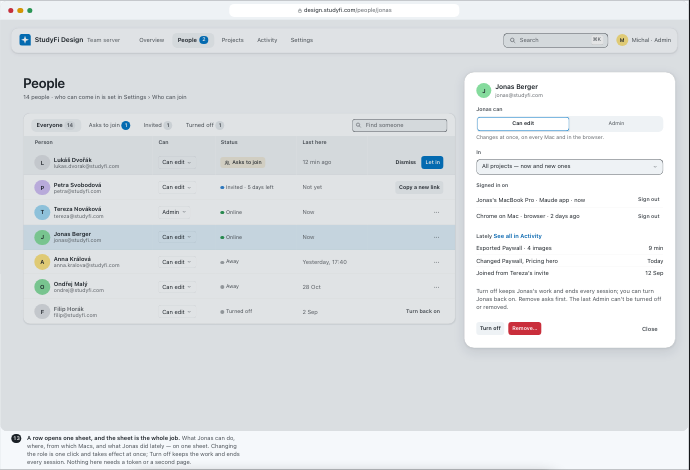 design.studyfi.com/people/jonas
StudyFi Design Team server Overview People 2 Projects Activity Settings Search ⌘K M Michal · Admin
People
14 people · who can come in is set in Settings › Who can join
Everyone 14 Asks to join 1 Invited 1 Turned off 1 Find someone
Person Can Status Last here
L Lukáš Dvořák Can edit Asks to join 12 min ago Dismiss Let in
lukas.dvorak@studyfi.com
P Petra Svobodová Can edit Invited · 5 days left Not yet Copy a new link
petra@studyfi.com
T Tereza Nováková Admin Online Now ...
tereza@studyfi.com
J Jonas Berger Can edit Online Now ...
jonas@studyfi.com
A Anna Králová Can edit Away Yesterday, 17:40 ...
anna.kralova@studyfi.com
O Ondřej Malý Can edit Away 28 Oct ...
ondrej@studyfi.com
F Filip Horák Can edit Turned off 2 Sep Turn back on
filip@studyfi.com
J Jonas Berger
jonas@studyfi.com
Jonas can
Can edit Admin
Changes at once, on every Mac and in the browser.
In
All projects — now and new ones
Signed in on
Jonas's MacBook Pro · Maude app · now Sign out
Chrome on Mac · browser · 2 days ago Sign out
Lately See all in Activity
Exported Paywall · 4 images 9 min
Changed Paywall, Pricing hero Today
Joined from Tereza's invite 12 Sep
Turn off keeps Jonas's work and ends every session; you can turn
Jonas back on. Remove asks first. The last Admin can't be turned off
or removed.
Turn off Remove... Close
13 A row opens one sheet, and the sheet is the whole job. What Jonas can do,
where, from which Macs, and what Jonas did lately — on one sheet. Changing
the role is one click and takes effect at once; Turn off keeps the work and ends
every session. Nothing here needs a token or a second page.